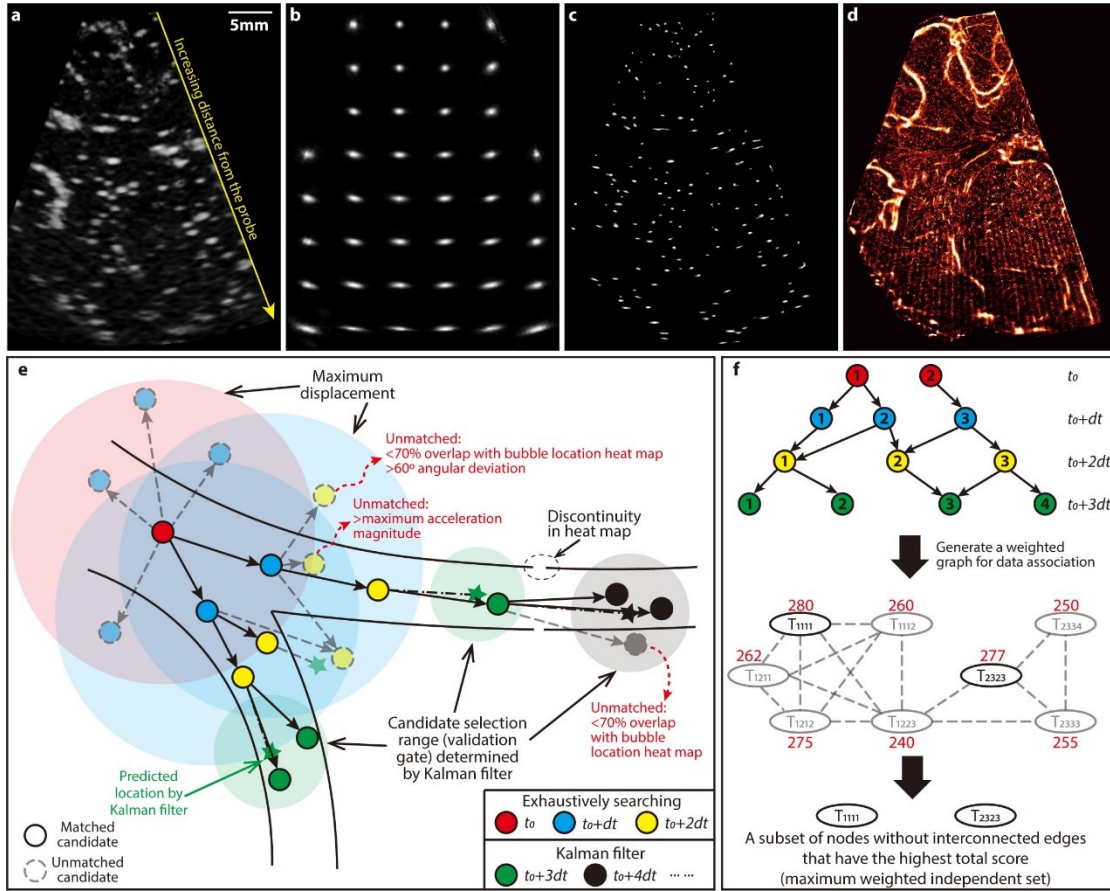 a
5mm
Increasing distance from the probe
b
c
d
e
Maximum
displacement
Unmatched:
<70% overlap with bubble location heat map
>60º angular deviation
Unmatched:
>maximum acceleration
magnitude
Discontinuity
in heat map
Candidate selection
range (validation
gate) determined by
Kalman filter
Unmatched:
<70% overlap
with bubble
location heat map
Predicted
location by
Kalman filter
Matched
candidate
Unmatched
candidate
Exhaustively searching
t₀ t₀+dt t₀+2dt
Kalman filter
t₀+3dt t₀+4dt ... ...
f
1 2 t₀
1 2 3 t₀+dt
1 2 3 t₀+2dt
1 2 3 4 t₀+3dt
Generate a weighted
graph for data association
280 260 250
T₁₁₁₁ T₁₁₁₂ T₂₃₃₄
262 277
T₁₂₁₁ T₂₃₂₃
T₁₂₁₂ T₁₂₂₃ T₂₃₃₃
275 240 255
T₁₁₁₁ T₂₃₂₃
A subset of nodes without interconnected edges
that have the highest total score
(maximum weighted independent set)